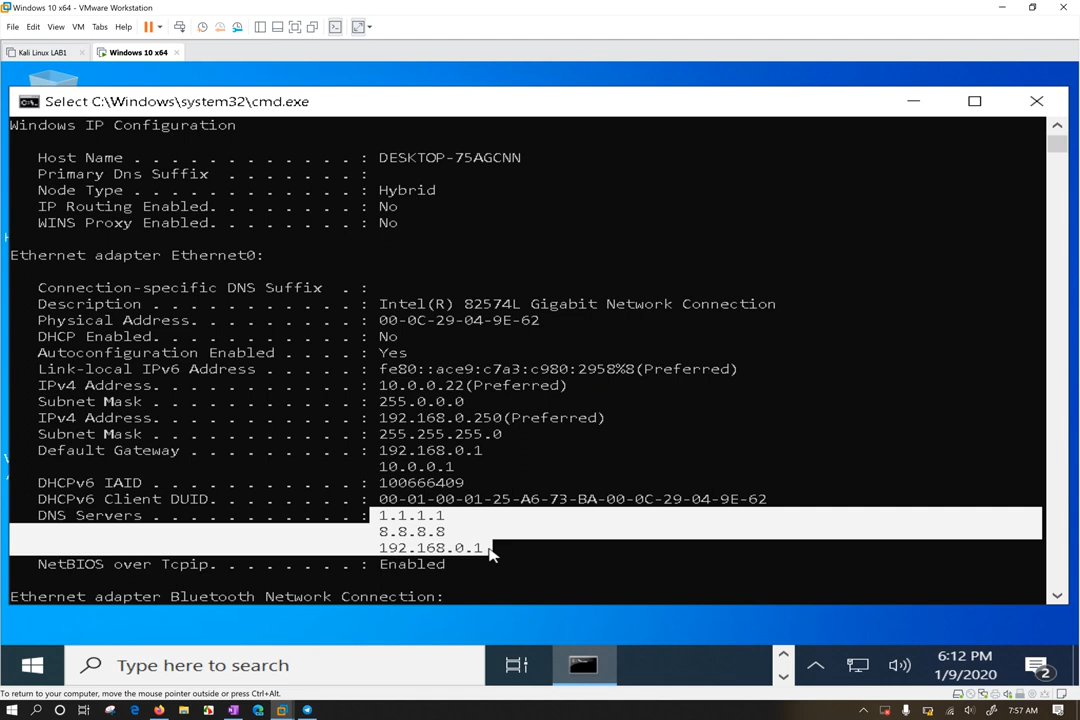 Windows 10 x64 - VMware Workstation
File Edit View VM Tabs Help
Kali Linux LAB1 Windows 10 x64
Select C:\Windows\system32\cmd.exe
Windows IP Configuration
Host Name . . . . . . . . . . . . : DESKTOP-75AGCNN
Primary Dns Suffix . . . . . . . :
Node Type . . . . . . . . . . . . : Hybrid
IP Routing Enabled. . . . . . . . : No
WINS Proxy Enabled. . . . . . . . : No
Ethernet adapter Ethernet0:
Connection-specific DNS Suffix . :
Description . . . . . . . . . . . : Intel(R) 82574L Gigabit Network Connection
Physical Address. . . . . . . . . : 00-0C-29-04-9E-62
DHCP Enabled. . . . . . . . . . . : No
Autoconfiguration Enabled . . . . : Yes
Link-local IPv6 Address . . . . . : fe80::ace9:c7a3:c980:2958%8(Preferred)
IPv4 Address. . . . . . . . . . . : 10.0.0.22(Preferred)
Subnet Mask . . . . . . . . . . . : 255.0.0.0
IPv4 Address. . . . . . . . . . . : 192.168.0.250(Preferred)
Subnet Mask . . . . . . . . . . . : 255.255.255.0
Default Gateway . . . . . . . . . : 192.168.0.1
10.0.0.1
DHCPv6 IAID . . . . . . . . . . . : 100666409
DHCPv6 Client DUID. . . . . . . . : 00-01-00-01-25-A6-73-BA-00-0C-29-04-9E-62
DNS Servers . . . . . . . . . . . : 1.1.1.1
8.8.8.8
192.168.0.1
NetBIOS over Tcpip. . . . . . . . : Enabled
Ethernet adapter Bluetooth Network Connection:
Type here to search
6:12 PM
1/9/2020
2
To return to your computer, move the mouse pointer outside or press Ctrl+Alt.
7:57 AM